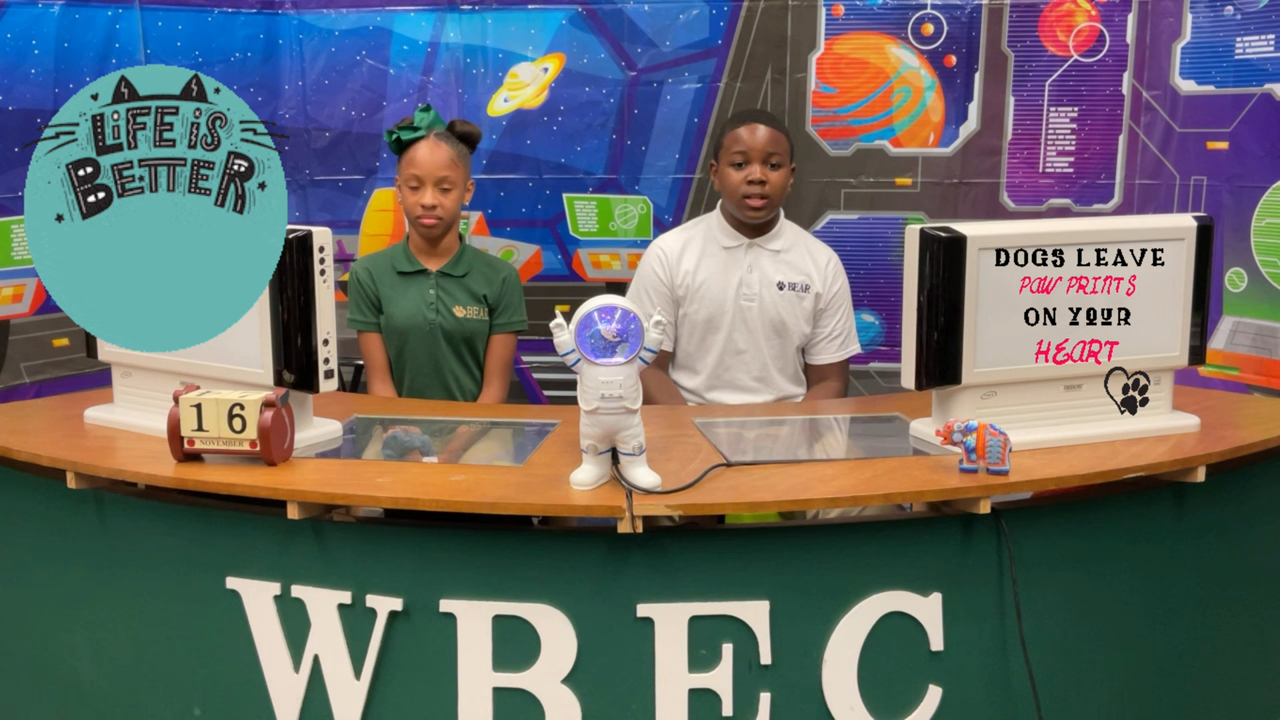 LIFE IS
BETTER
DOGS LEAVE
PAW PRINTS
ON YOUR
HEART
BEAR
BEAR
16
NOVEMBER
WBEC